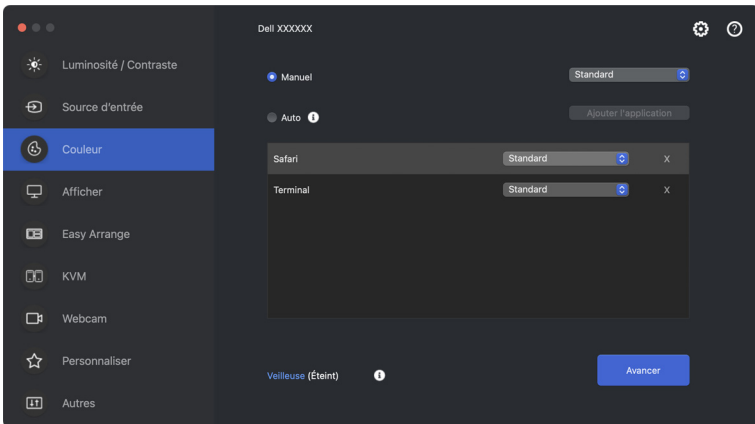 Dell XXXXXX
Luminosité / Contraste
Source d'entrée
Couleur
Afficher
Easy Arrange
KVM
Webcam
Personnaliser
Autres
Manuel
Standard
Auto
Ajouter l'application
Safari
Standard
X
Terminal
Standard
X
Veilleuse (Éteint)
Avancer